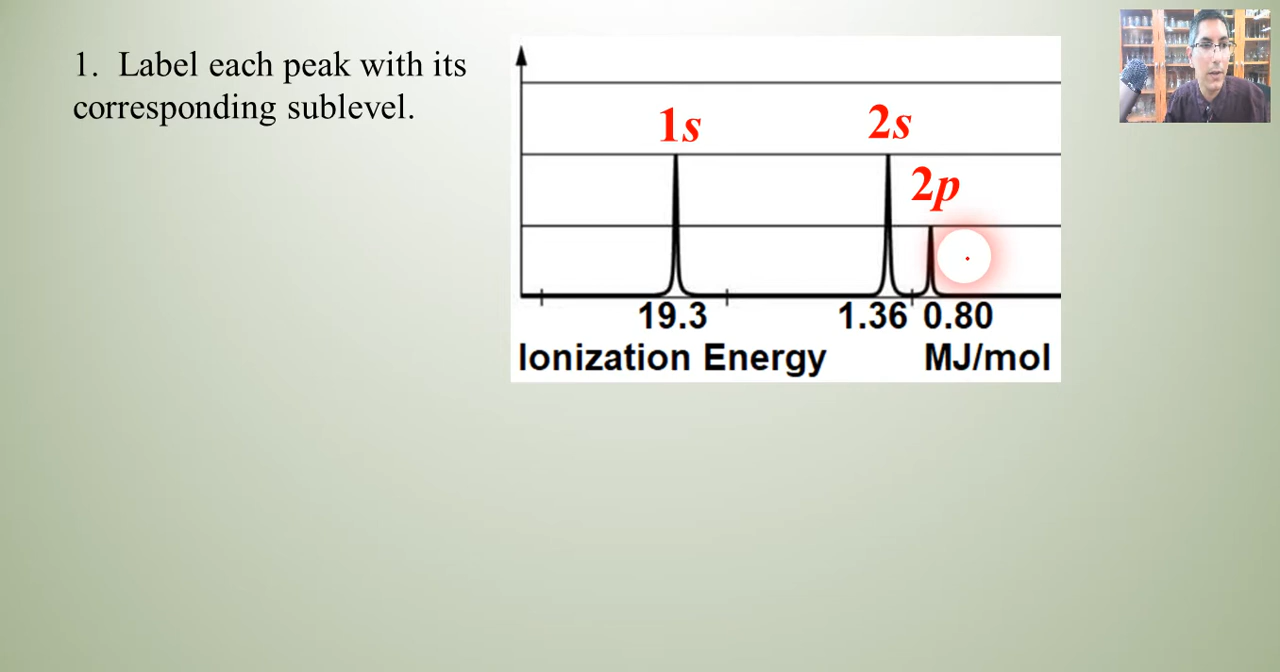 1. Label each peak with its
corresponding sublevel.
1s
2s
2p
19.3
1.36
0.80
Ionization Energy MJ/mol